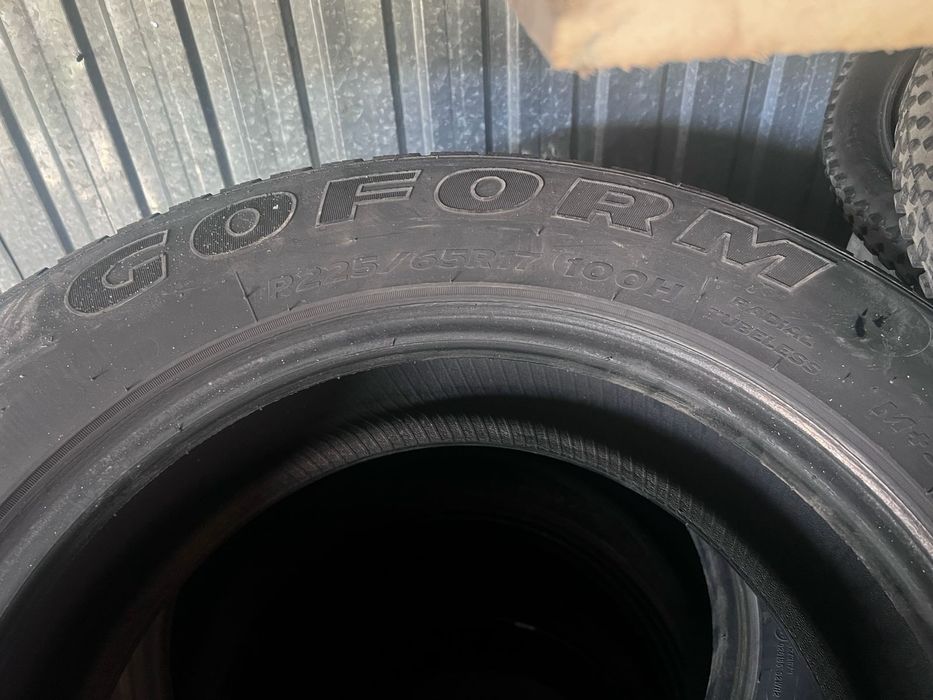 GOFORM
P225/65R17 100H
RADIAL
TUBELESS
M+